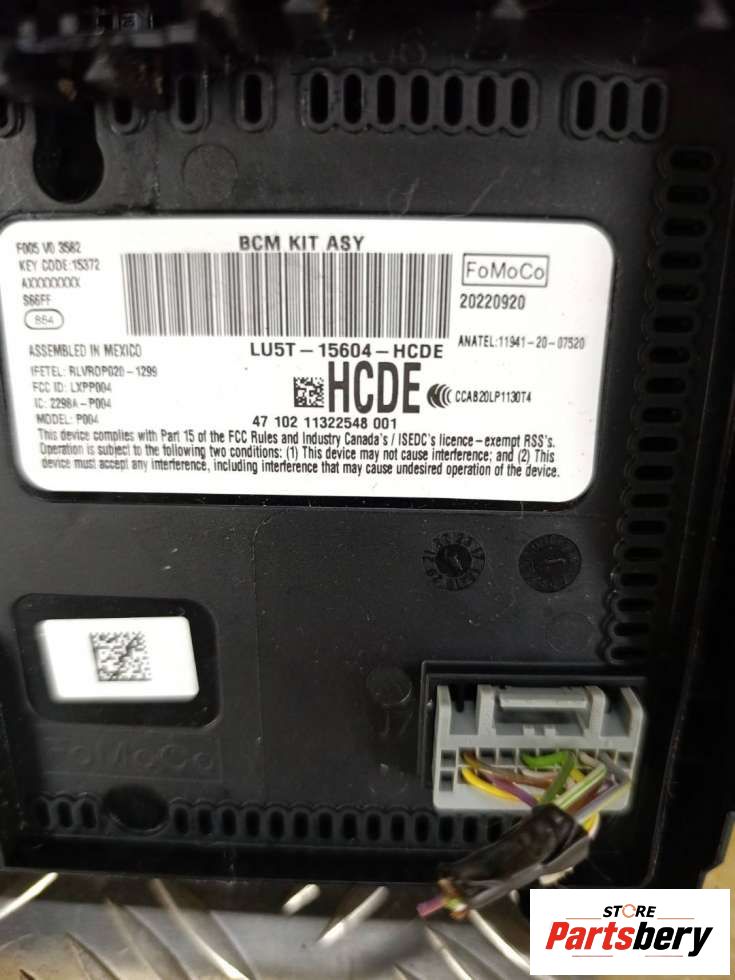 BCM KIT ASY
F005 V0 3582
KEY CODE:15372
AXXXXXXX
S66FF
884
FoMoCo
20220920
ANATEL:11941-20-07520
ASSEMBLED IN MEXICO
LU5T-15604-HCDE
IFETEL: RLVROP020-1299
FCC ID: LXPP004
IC: 2298A-P004
MODEL: P004
HCDE
CCAB20LP1130T4
47 102 11322548 001
This device complies with Part 15 of the FCC Rules and Industry Canada's / ISEDC's licence-exempt RSS's.
Operation is subject to the following two conditions: (1) This device may not cause interference; and (2) This
device must accept any interference, including interference that may cause undesired operation of the device.
FoMoCo
STORE
Partsbery